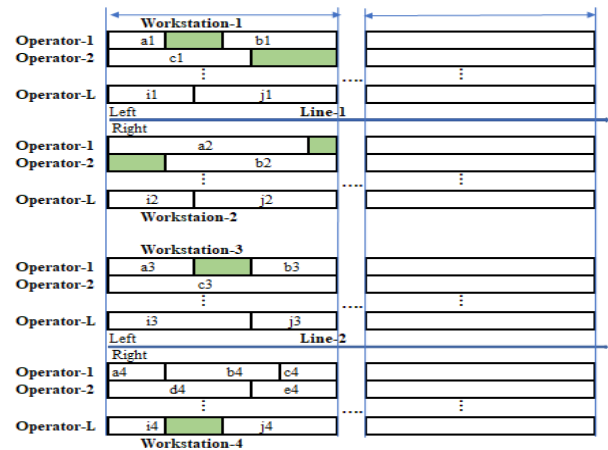 Workstation-1
Operator-1 a1 b1
Operator-2 c1
⋮ .... ⋮
Operator-L i1 j1
Left Line-1
Right
Operator-1 a2
Operator-2 b2
⋮ .... ⋮
Operator-L i2 j2
Workstaion-2
Workstation-3
Operator-1 a3 b3
Operator-2 c3
⋮ .... ⋮
Operator-L i3 j3
Left Line-2
Right
Operator-1 a4 b4 c4
Operator-2 d4 e4
⋮ .... ⋮
Operator-L i4 j4
Workstation-4